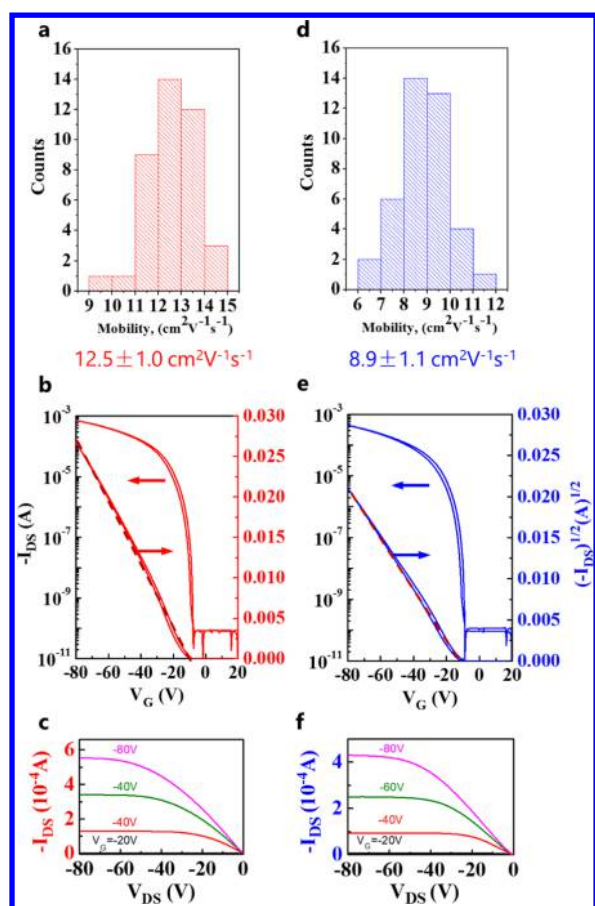 a
16
14
12
10
8
6
4
2
0
Counts
9 10 11 12 13 14 15
Mobility, (cm²V⁻¹s⁻¹)
12.5±1.0 cm²V⁻¹s⁻¹
d
16
14
12
10
8
6
4
2
0
Counts
6 7 8 9 10 11 12
Mobility, (cm²V⁻¹s⁻¹)
8.9±1.1 cm²V⁻¹s⁻¹
b
10⁻³
10⁻⁵
10⁻⁷
10⁻⁹
10⁻¹¹
-I_DS (A)
0.030
0.025
0.020
0.015
0.010
0.005
0.000
-80 -60 -40 -20 0 20
V_G (V)
e
10⁻³
10⁻⁵
10⁻⁷
10⁻⁹
10⁻¹¹
0.030
0.025
0.020
0.015
0.010
0.005
0.000
(-I_DS)^1/2(A)^1/2
-80 -60 -40 -20 0 20
V_G (V)
c
6
4
2
0
-I_DS (10⁻⁴A)
-80V
-40V
-40V
V_G=-20V
-80 -40 0
V_DS (V)
f
4
2
0
-I_DS (10⁻⁴A)
-80V
-60V
-40V
V_G=-20V
-80 -40 0
V_DS (V)